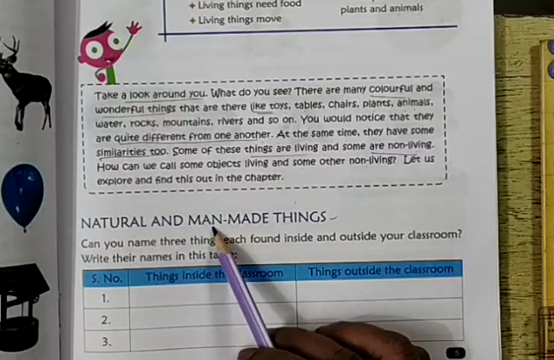 ✦ Living things need food
✦ Living things move
plants and animals
Take a look around you. What do you see? There are many colourful and
wonderful things that are there like toys, tables, chairs, plants, animals,
water, rocks, mountains, rivers and so on. You would notice that they
are quite different from one another. At the same time, they have some
similarities too. Some of these things are living and some are non-living.
How can we call some objects living and some other non-living? Let us
explore and find this out in the chapter.
NATURAL AND MAN-MADE THINGS
Can you name three things each found inside and outside your classroom?
Write their names in this table:
S. No. Things inside the classroom Things outside the classroom
1.
2.
3.